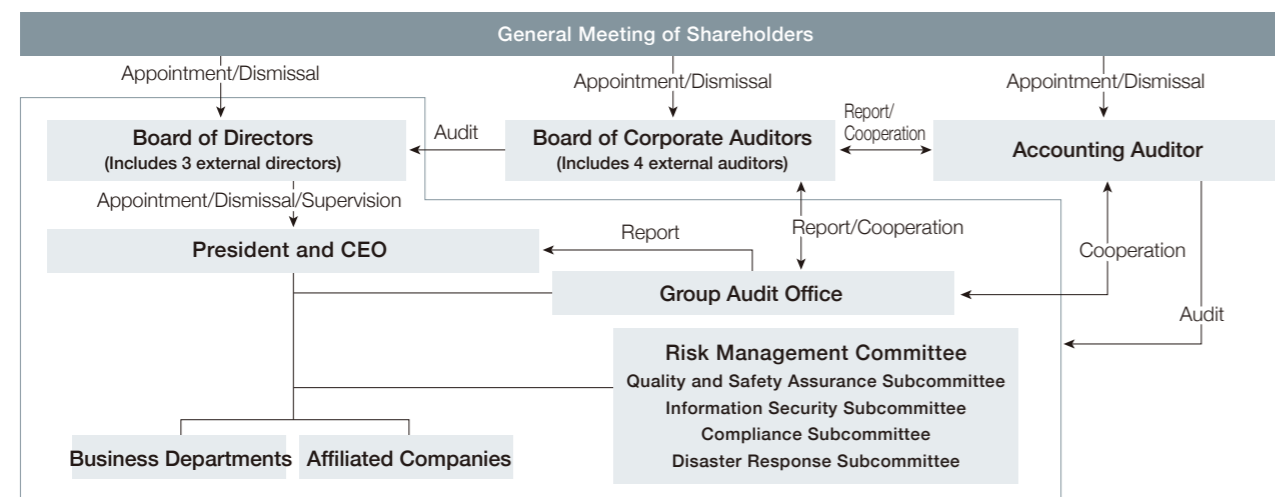 General Meeting of Shareholders
Appointment/Dismissal
Appointment/Dismissal
Appointment/Dismissal
Board of Directors
(Includes 3 external directors)
Audit
Board of Corporate Auditors
(Includes 4 external auditors)
Report/
Cooperation
Accounting Auditor
Appointment/Dismissal/Supervision
President and CEO
Report
Report/Cooperation
Cooperation
Group Audit Office
Audit
Risk Management Committee
Quality and Safety Assurance Subcommittee
Information Security Subcommittee
Compliance Subcommittee
Disaster Response Subcommittee
Business Departments
Affiliated Companies